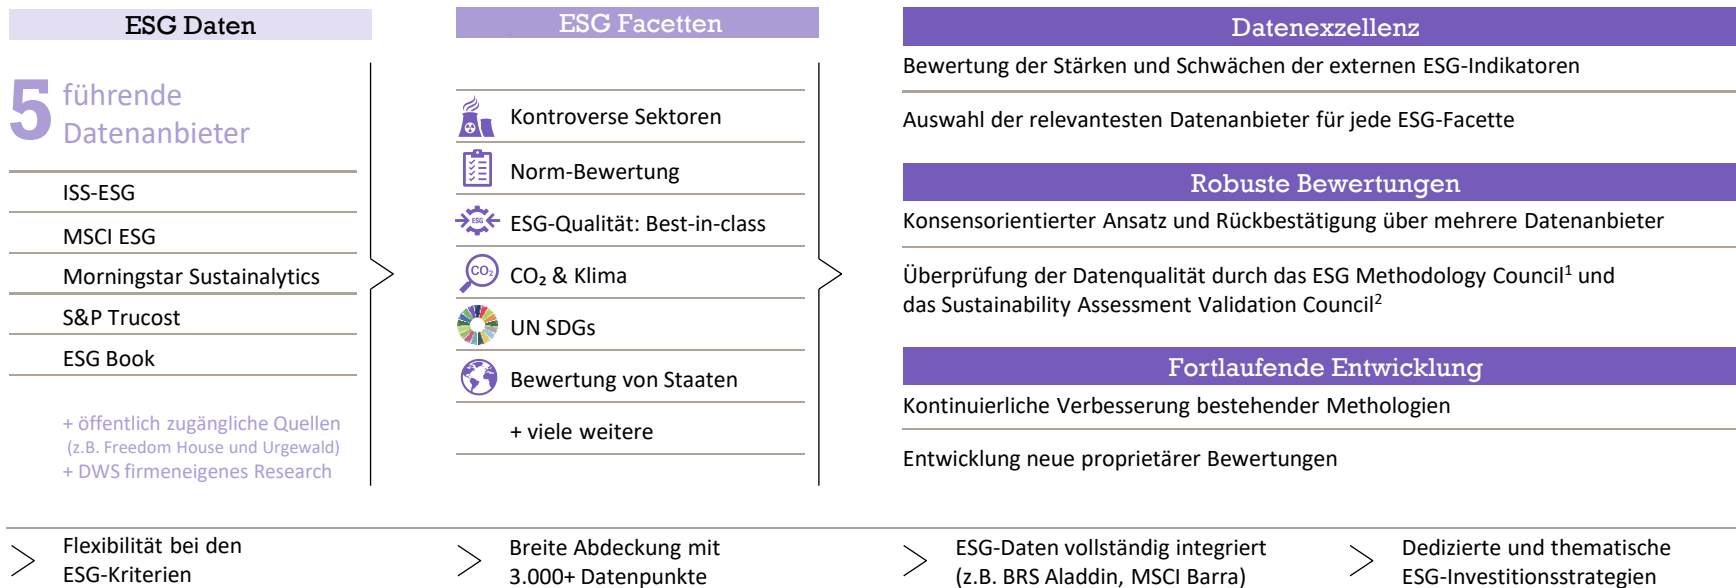 ESG Daten
5 führende
Datenanbieter
ISS-ESG
MSCI ESG
Morningstar Sustainalytics
S&P Trucost
ESG Book
+ öffentlich zugängliche Quellen
(z.B. Freedom House und Urgewald)
+ DWS firmeneigenes Research
ESG Facetten
Kontroverse Sektoren
Norm-Bewertung
ESG
ESG-Qualität: Best-in-class
CO₂
CO₂ & Klima
UN SDGs
Bewertung von Staaten
+ viele weitere
Datenexzellenz
Bewertung der Stärken und Schwächen der externen ESG-Indikatoren
Auswahl der relevantesten Datenanbieter für jede ESG-Facette
Robuste Bewertungen
Konsensorientierter Ansatz und Rückbestätigung über mehrere Datenanbieter
Überprüfung der Datenqualität durch das ESG Methodology Council¹ und
das Sustainability Assessment Validation Council²
Fortlaufende Entwicklung
Kontinuierliche Verbesserung bestehender Methologien
Entwicklung neue proprietärer Bewertungen
Flexibilität bei den
ESG-Kriterien
Breite Abdeckung mit
3.000+ Datenpunkte
ESG-Daten vollständig integriert
(z.B. BRS Aladdin, MSCI Barra)
Dedizierte und thematische
ESG-Investitionsstrategien